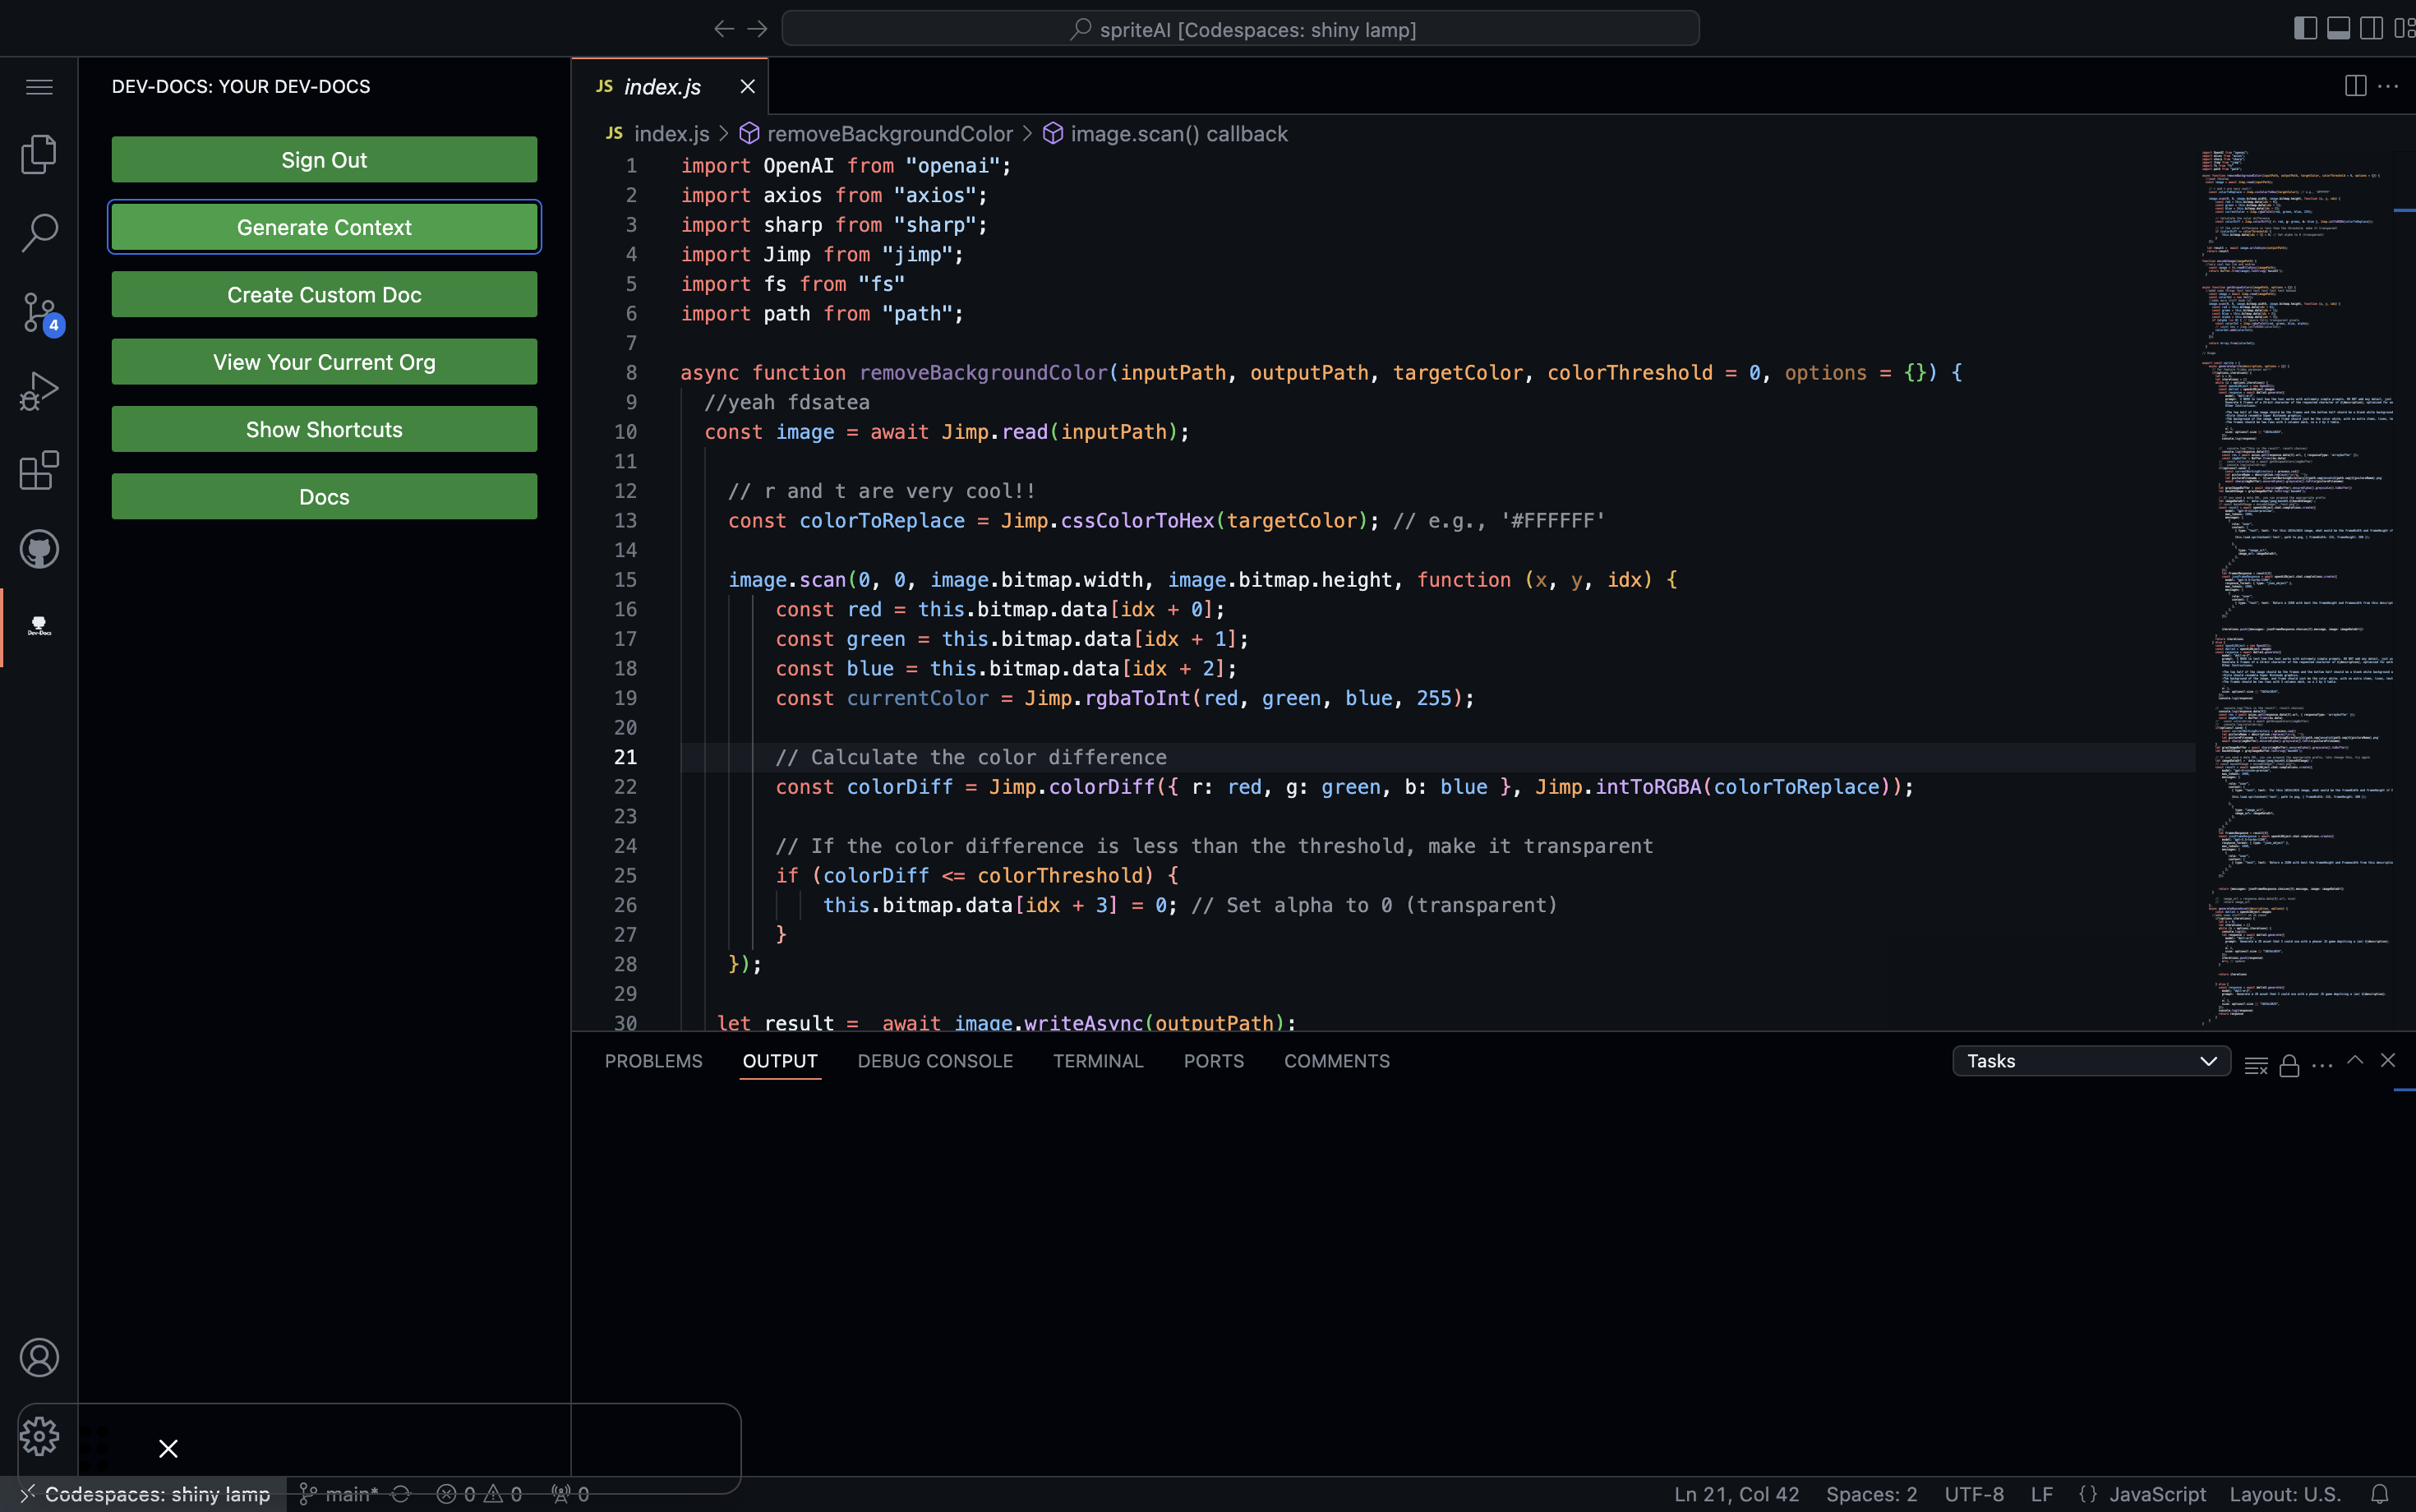 spriteAI [Codespaces: shiny lamp]
DEV-DOCS: YOUR DEV-DOCS
Sign Out
Generate Context
Create Custom Doc
View Your Current Org
Show Shortcuts
Docs
4
Dev-Docs
JS index.js
JS index.js > removeBackgroundColor > image.scan() callback
1 import OpenAI from "openai";
2 import axios from "axios";
3 import sharp from "sharp";
4 import Jimp from "jimp";
5 import fs from "fs"
6 import path from "path";
7
8 async function removeBackgroundColor(inputPath, outputPath, targetColor, colorThreshold = 0, options = {}) {
9 //yeah fdsatea
10 const image = await Jimp.read(inputPath);
11
12 // r and t are very cool!!
13 const colorToReplace = Jimp.cssColorToHex(targetColor); // e.g., '#FFFFFF'
14
15 image.scan(0, 0, image.bitmap.width, image.bitmap.height, function (x, y, idx) {
16 const red = this.bitmap.data[idx + 0];
17 const green = this.bitmap.data[idx + 1];
18 const blue = this.bitmap.data[idx + 2];
19 const currentColor = Jimp.rgbaToInt(red, green, blue, 255);
20
21 // Calculate the color difference
22 const colorDiff = Jimp.colorDiff({ r: red, g: green, b: blue }, Jimp.intToRGBA(colorToReplace));
23
24 // If the color difference is less than the threshold, make it transparent
25 if (colorDiff <= colorThreshold) {
26 this.bitmap.data[idx + 3] = 0; // Set alpha to 0 (transparent)
27 }
28 });
29
30 let result =  await image.writeAsync(outputPath);
PROBLEMS OUTPUT DEBUG CONSOLE TERMINAL PORTS COMMENTS
Tasks
Codespaces: shiny lamp main* 0 0 0
Ln 21, Col 42 Spaces: 2 UTF-8 LF {} JavaScript Layout: U.S.